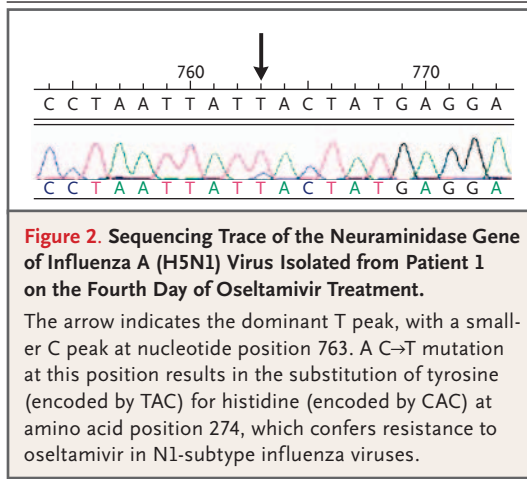 760 770
C C T A A T T A T T A C T A T G A G G A
C C T A A T T A T T A C T A T G A G G A
Figure 2. Sequencing Trace of the Neuraminidase Gene
of Influenza A (H5N1) Virus Isolated from Patient 1
on the Fourth Day of Oseltamivir Treatment.
The arrow indicates the dominant T peak, with a small-
er C peak at nucleotide position 763. A C→T mutation
at this position results in the substitution of tyrosine
(encoded by TAC) for histidine (encoded by CAC) at
amino acid position 274, which confers resistance to
oseltamivir in N1-subtype influenza viruses.